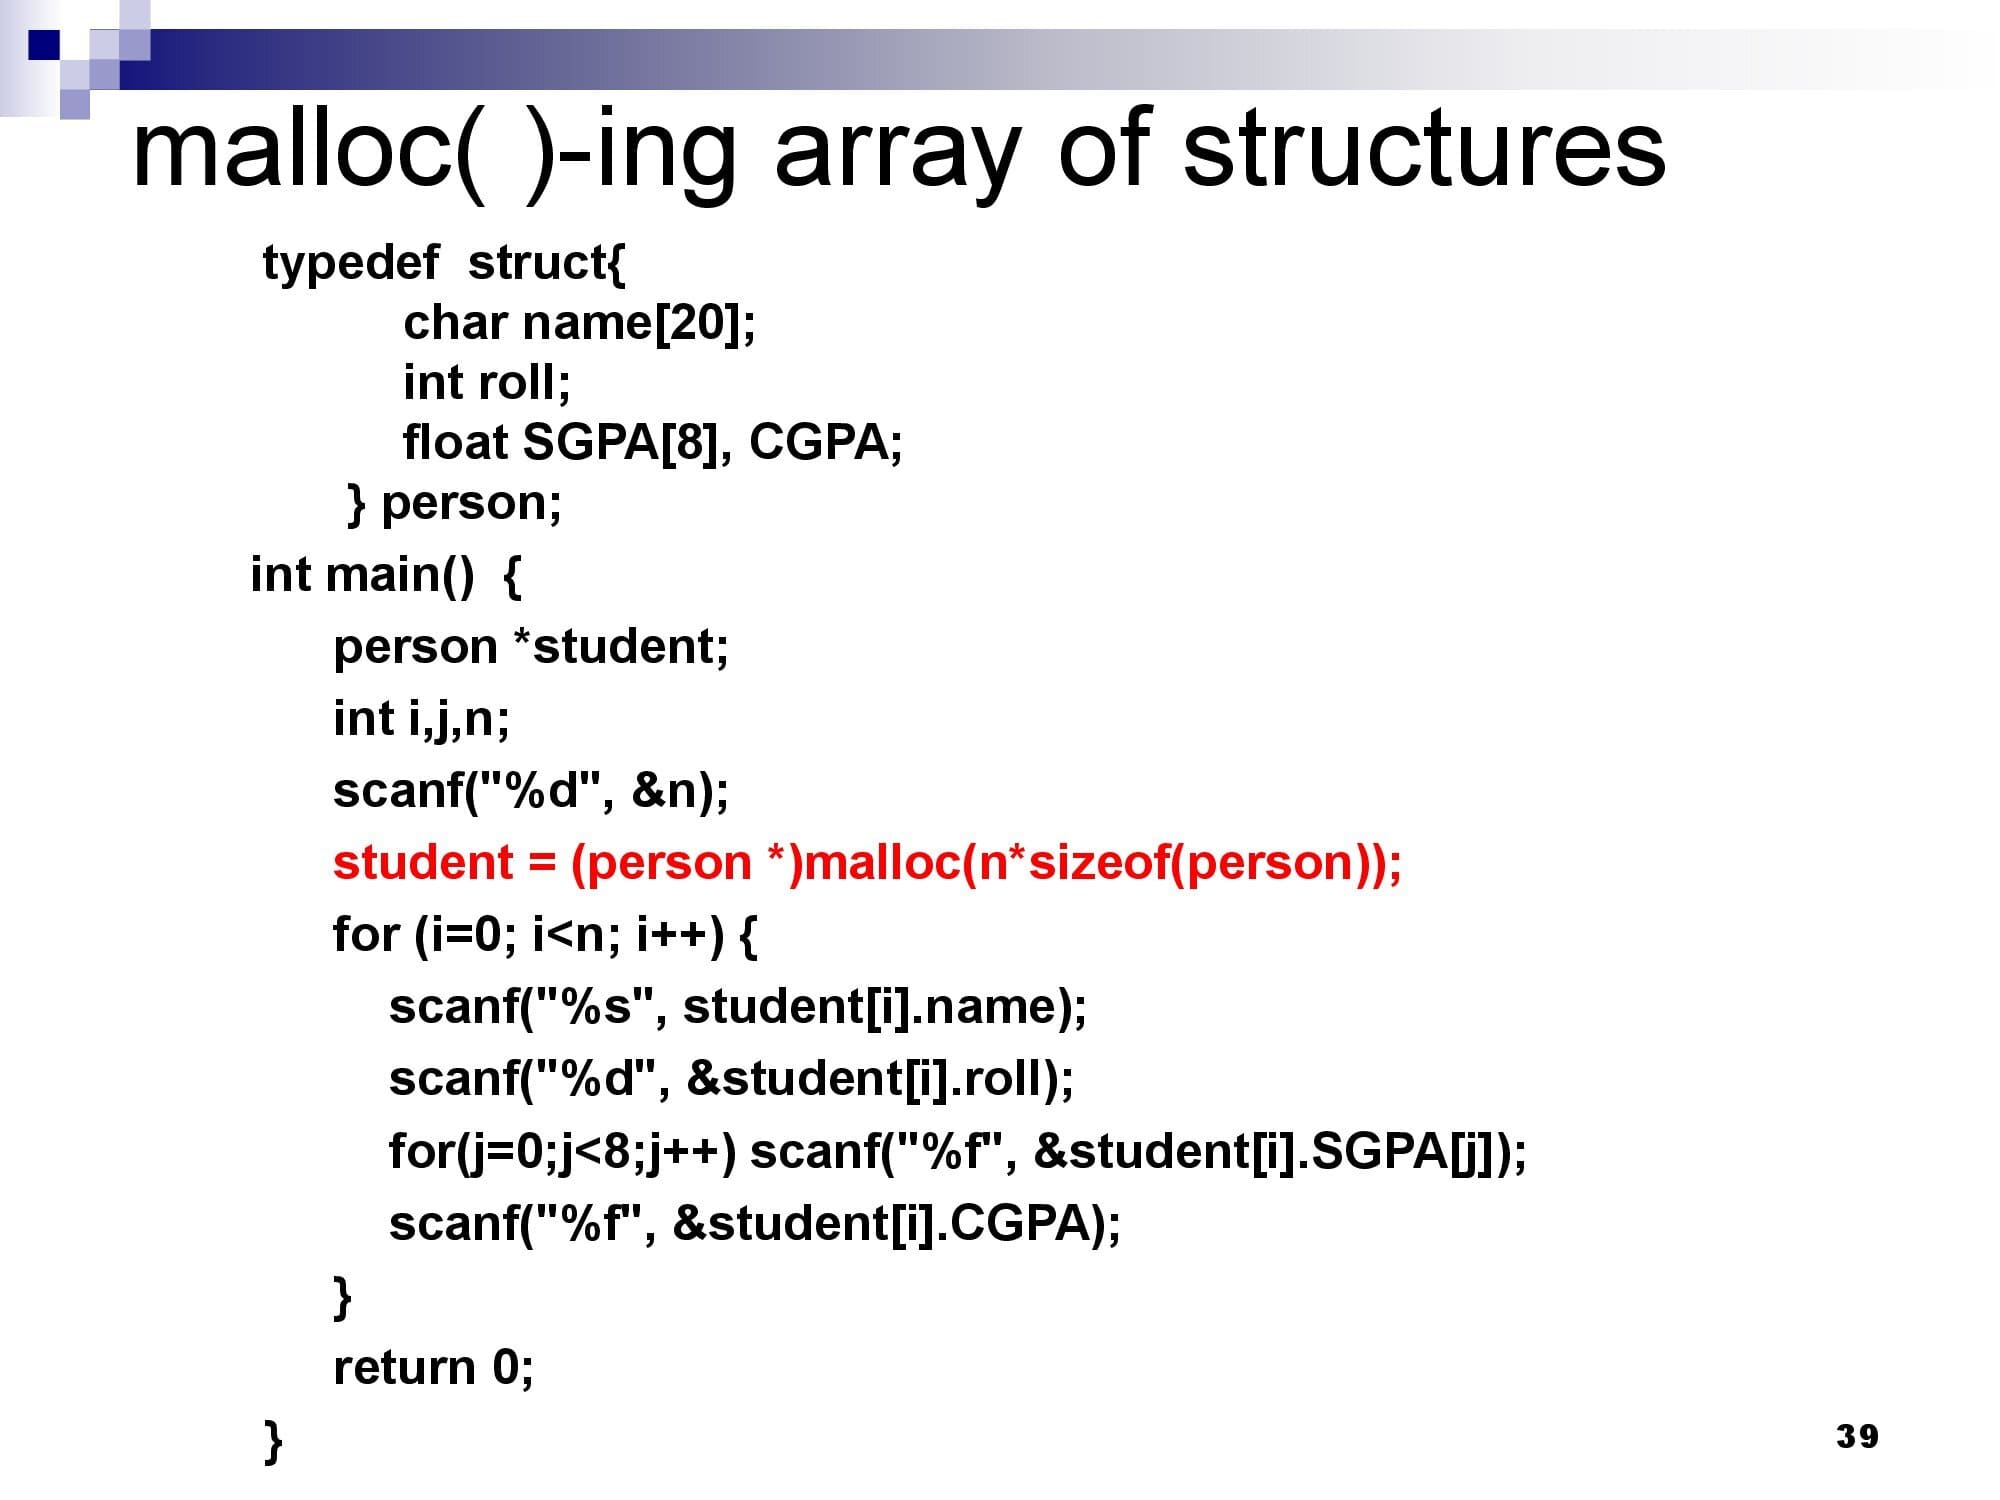 malloc( )-ing array of structures
typedef  struct{
char name[20];
int roll;
float SGPA[8], CGPA;
} person;
int main()  {
person *student;
int i,j,n;
scanf("%d", &n);
student = (person *)malloc(n*sizeof(person));
for (i=0; i<n; i++) {
scanf("%s", student[i].name);
scanf("%d", &student[i].roll);
for(j=0;j<8;j++) scanf("%f", &student[i].SGPA[j]);
scanf("%f", &student[i].CGPA);
}
return 0;
}
39